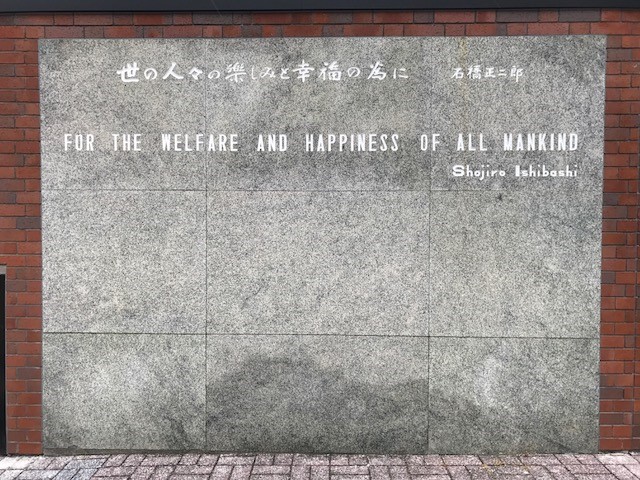 世の人々の楽しみと幸福の為に 石橋正二郎
FOR THE WELFARE AND HAPPINESS OF ALL MANKIND
Shojiro Ishibashi